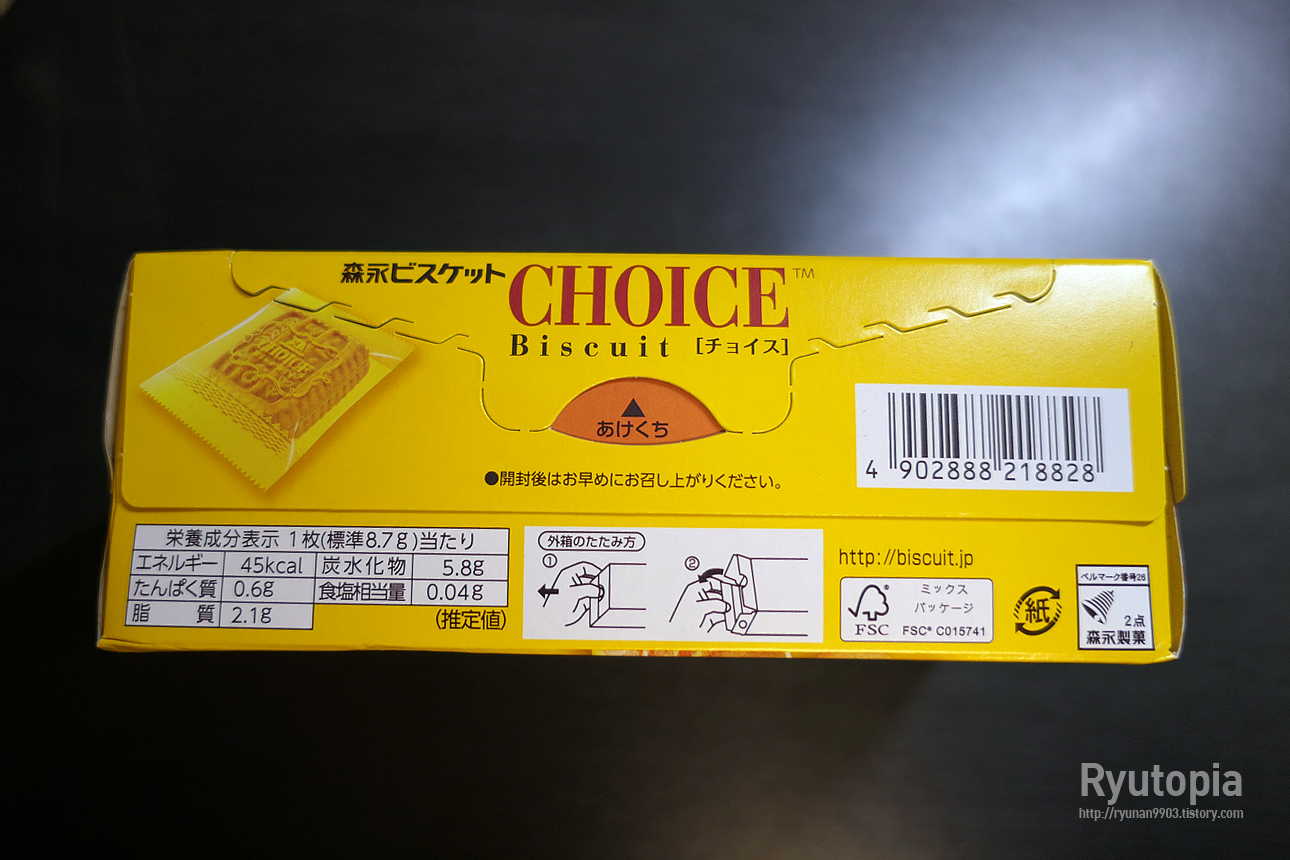 森永ビスケット CHOICE TM
Biscuit [チョイス]
CHOICE
▲
あけくち
●開封後はお早めにお召し上がりください。
4 902888 218828
栄養成分表示 1枚(標準8.7g)当たり
エネルギー 45kcal 炭水化物 5.8g
たんぱく質 0.6g 食塩相当量 0.04g
脂質 2.1g (推定値)
外箱のたたみ方
① ②
http://biscuit.jp
FSC®
ミックス
パッケージ
FSC® C015741
紙
ベルマーク番号26
2点
森永製菓
Ryutopia
http://ryunan9903.tistory.com